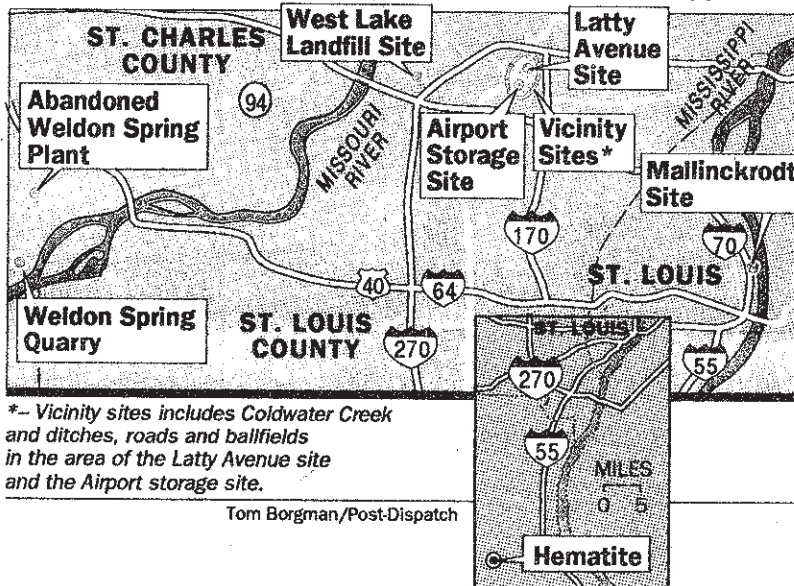 ST. CHARLES
COUNTY
West Lake
Landfill Site
Latty
Avenue
Site
MISSISSIPPI
RIVER
Abandoned
Weldon Spring
Plant
94
MISSOURI
RIVER
Airport
Storage
Site
Vicinity
Sites*
Mallinckrodt
Site
170
70
40
64
ST. LOUIS
Weldon Spring
Quarry
ST. LOUIS
COUNTY
270
55
ST. LOUIS
270
55
MILES
0 5
Hematite
*– Vicinity sites includes Coldwater Creek
and ditches, roads and ballfields
in the area of the Latty Avenue site
and the Airport storage site.
Tom Borgman/Post-Dispatch